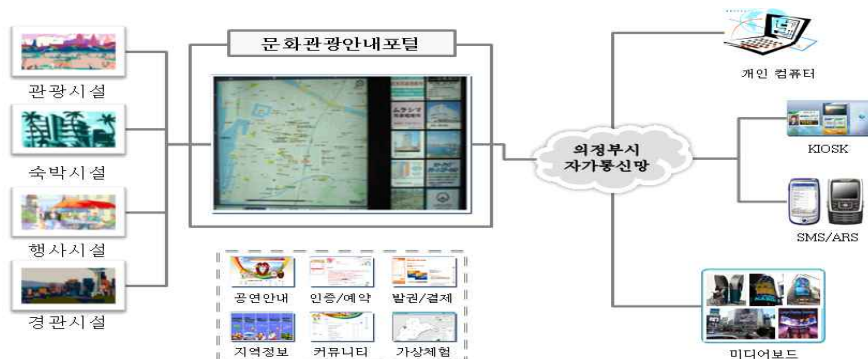 문화관광안내포털
관광시설
숙박시설
행사시설
경관시설
공연안내 인증/예약 발권/결제
지역정보 커뮤니티 가상체험
의정부시
자가통신망
개인 컴퓨터
KIOSK
SMS/ARS
미디어보드